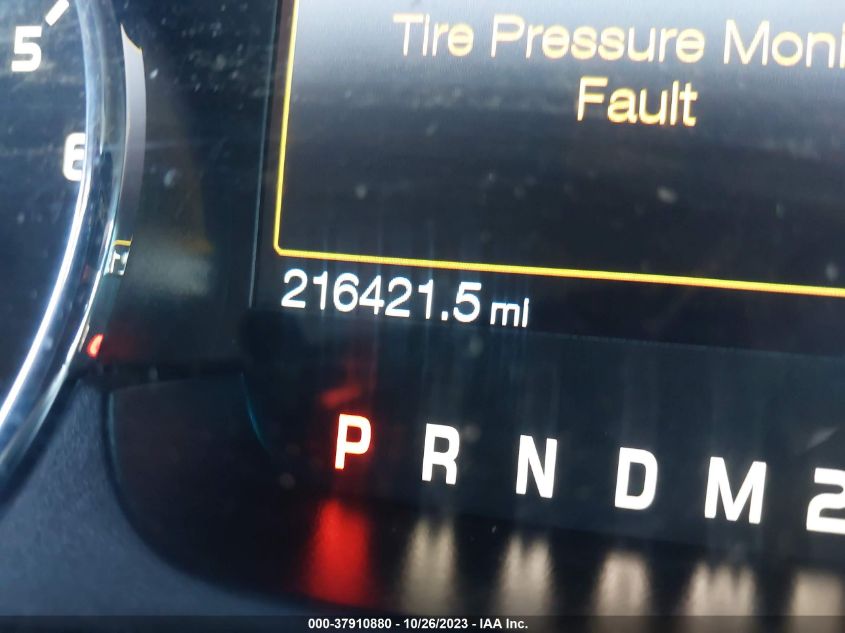 5
6
Tire Pressure Moni
Fault
216421.5 mi
P R N D M 2
000-37910880 - 10/26/2023 - IAA Inc.